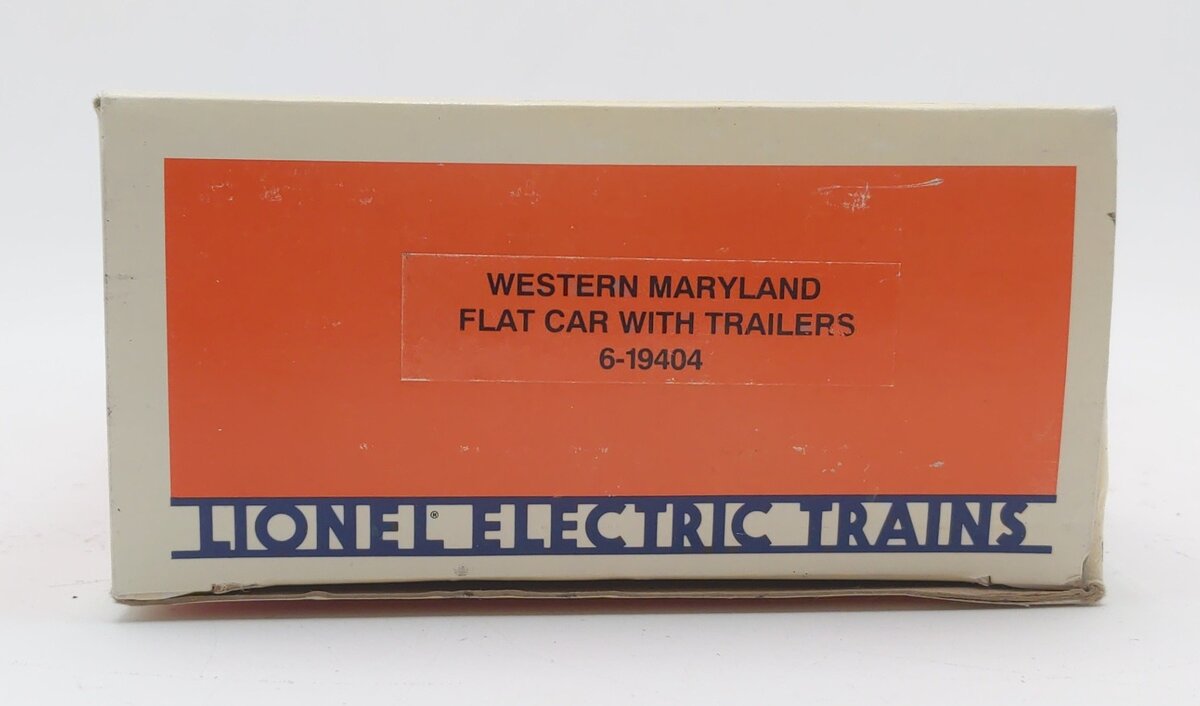 WESTERN MARYLAND
FLAT CAR WITH TRAILERS
6-19404
LIONEL® ELECTRIC TRAINS